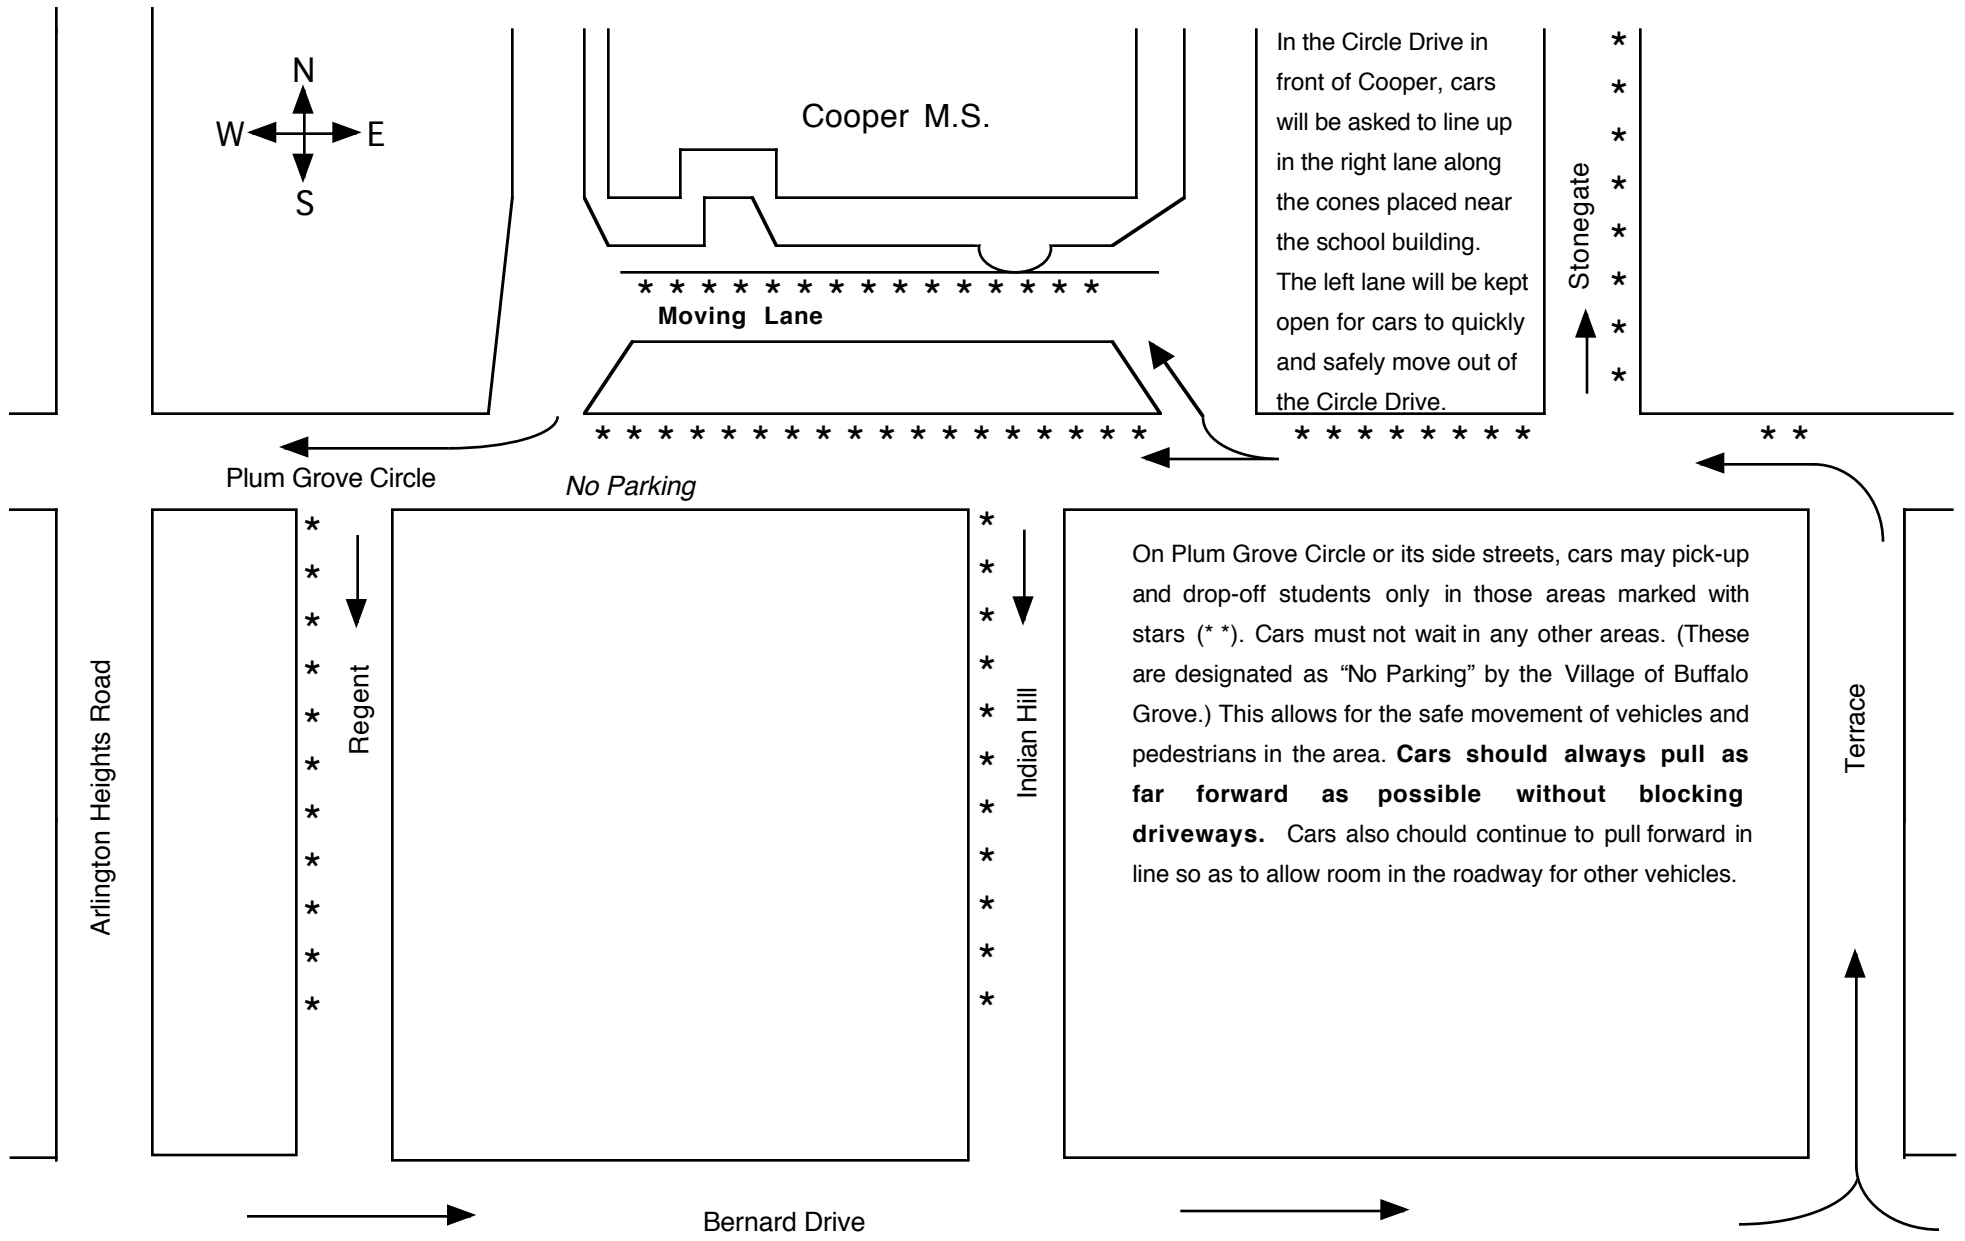 N
W E
S
Cooper M.S.
In the Circle Drive in
front of Cooper, cars
will be asked to line up
in the right lane along
the cones placed near
the school building.
The left lane will be kept
open for cars to quickly
and safely move out of
the Circle Drive.
* * * * * * * *
Stonegate
* * * * * * * * * * * * * * *
Moving Lane
* * * * * * * * * * * * * * * * * *
* * * * * * * *
* *
Plum Grove Circle
No Parking
* * * * * * * * * * *
Regent
* * * * * * * * * * *
Indian Hill
Arlington Heights Road
On Plum Grove Circle or its side streets, cars may pick-up
and drop-off students only in those areas marked with
stars (* *). Cars must not wait in any other areas. (These
are designated as “No Parking” by the Village of Buffalo
Grove.) This allows for the safe movement of vehicles and
pedestrians in the area. Cars should always pull as
far forward as possible without blocking
driveways. Cars also chould continue to pull forward in
line so as to allow room in the roadway for other vehicles.
Terrace
Bernard Drive